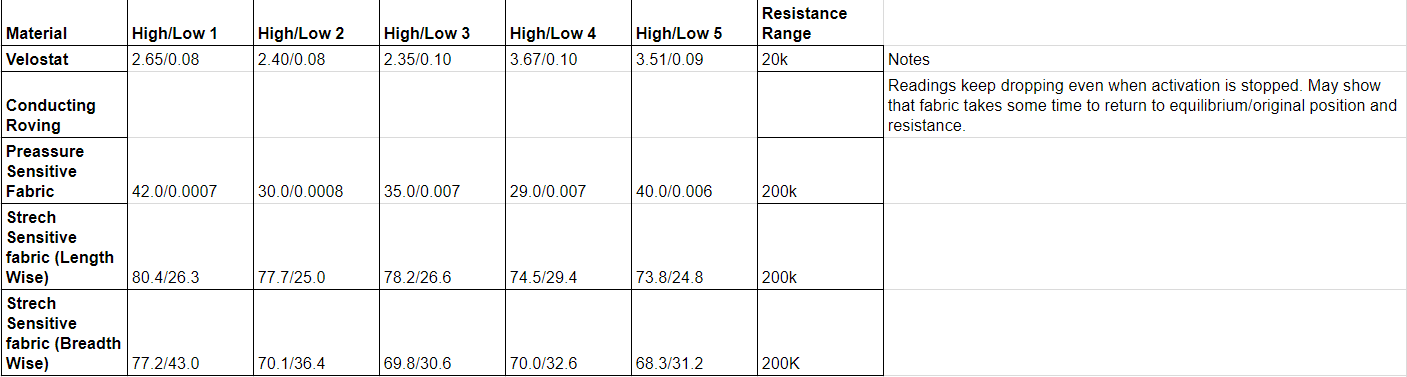 Material High/Low 1 High/Low 2 High/Low 3 High/Low 4 High/Low 5 Resistance Range
Velostat 2.65/0.08 2.40/0.08 2.35/0.10 3.67/0.10 3.51/0.09 20k Notes
Conducting Roving Readings keep dropping even when activation is stopped. May show
that fabric takes some time to return to equilibrium/original position and
resistance.
Preassure
Sensitive
Fabric 42.0/0.0007 30.0/0.0008 35.0/0.007 29.0/0.007 40.0/0.006 200k
Strech
Sensitive
fabric (Length
Wise) 80.4/26.3 77.7/25.0 78.2/26.6 74.5/29.4 73.8/24.8 200k
Strech
Sensitive
fabric (Breadth
Wise) 77.2/43.0 70.1/36.4 69.8/30.6 70.0/32.6 68.3/31.2 200K